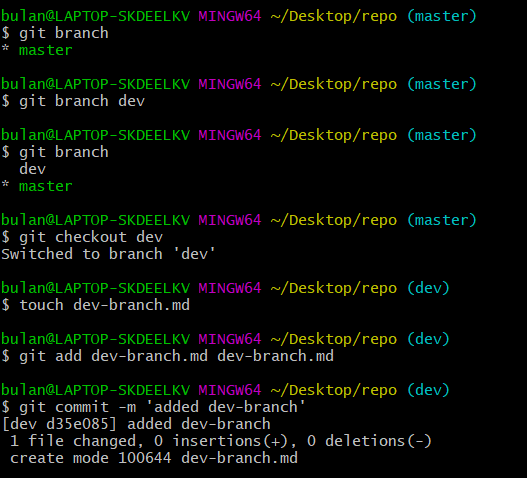 bulan@LAPTOP-SKDEELKV MINGW64 ~/Desktop/repo (master)
$ git branch
* master
bulan@LAPTOP-SKDEELKV MINGW64 ~/Desktop/repo (master)
$ git branch dev
bulan@LAPTOP-SKDEELKV MINGW64 ~/Desktop/repo (master)
$ git branch
  dev
* master
bulan@LAPTOP-SKDEELKV MINGW64 ~/Desktop/repo (master)
$ git checkout dev
Switched to branch 'dev'
bulan@LAPTOP-SKDEELKV MINGW64 ~/Desktop/repo (dev)
$ touch dev-branch.md
bulan@LAPTOP-SKDEELKV MINGW64 ~/Desktop/repo (dev)
$ git add dev-branch.md dev-branch.md
bulan@LAPTOP-SKDEELKV MINGW64 ~/Desktop/repo (dev)
$ git commit -m 'added dev-branch'
[dev d35e085] added dev-branch
 1 file changed, 0 insertions(+), 0 deletions(-)
 create mode 100644 dev-branch.md